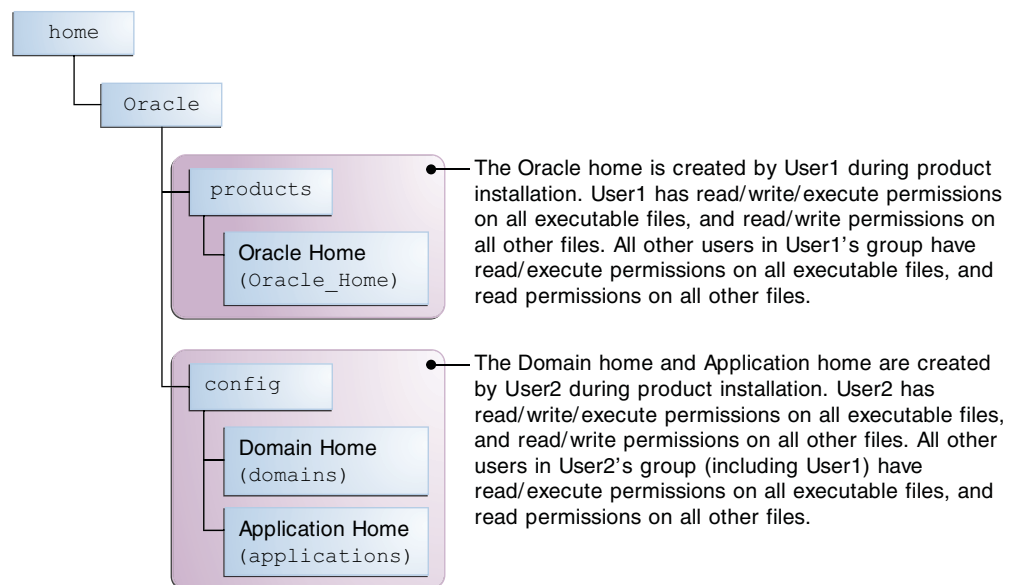 home
Oracle
products
Oracle Home
(Oracle_Home)
The Oracle home is created by User1 during product
installation. User1 has read/write/execute permissions
on all executable files, and read/write permissions on
all other files. All other users in User1's group have
read/execute permissions on all executable files, and
read permissions on all other files.
config
Domain Home
(domains)
Application Home
(applications)
The Domain home and Application home are created
by User2 during product installation. User2 has
read/write/execute permissions on all executable files,
and read/write permissions on all other files. All other
users in User2's group (including User1) have
read/execute permissions on all executable files, and
read permissions on all other files.